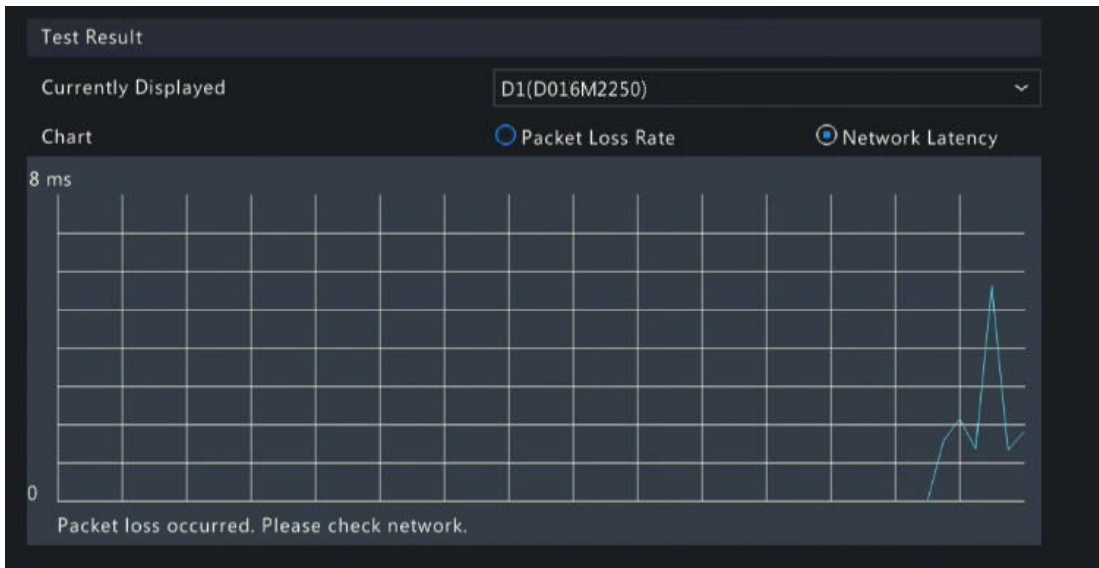 Test Result
Currently Displayed D1(D016M2250)
Chart Packet Loss Rate Network Latency
8 ms
0
Packet loss occurred. Please check network.